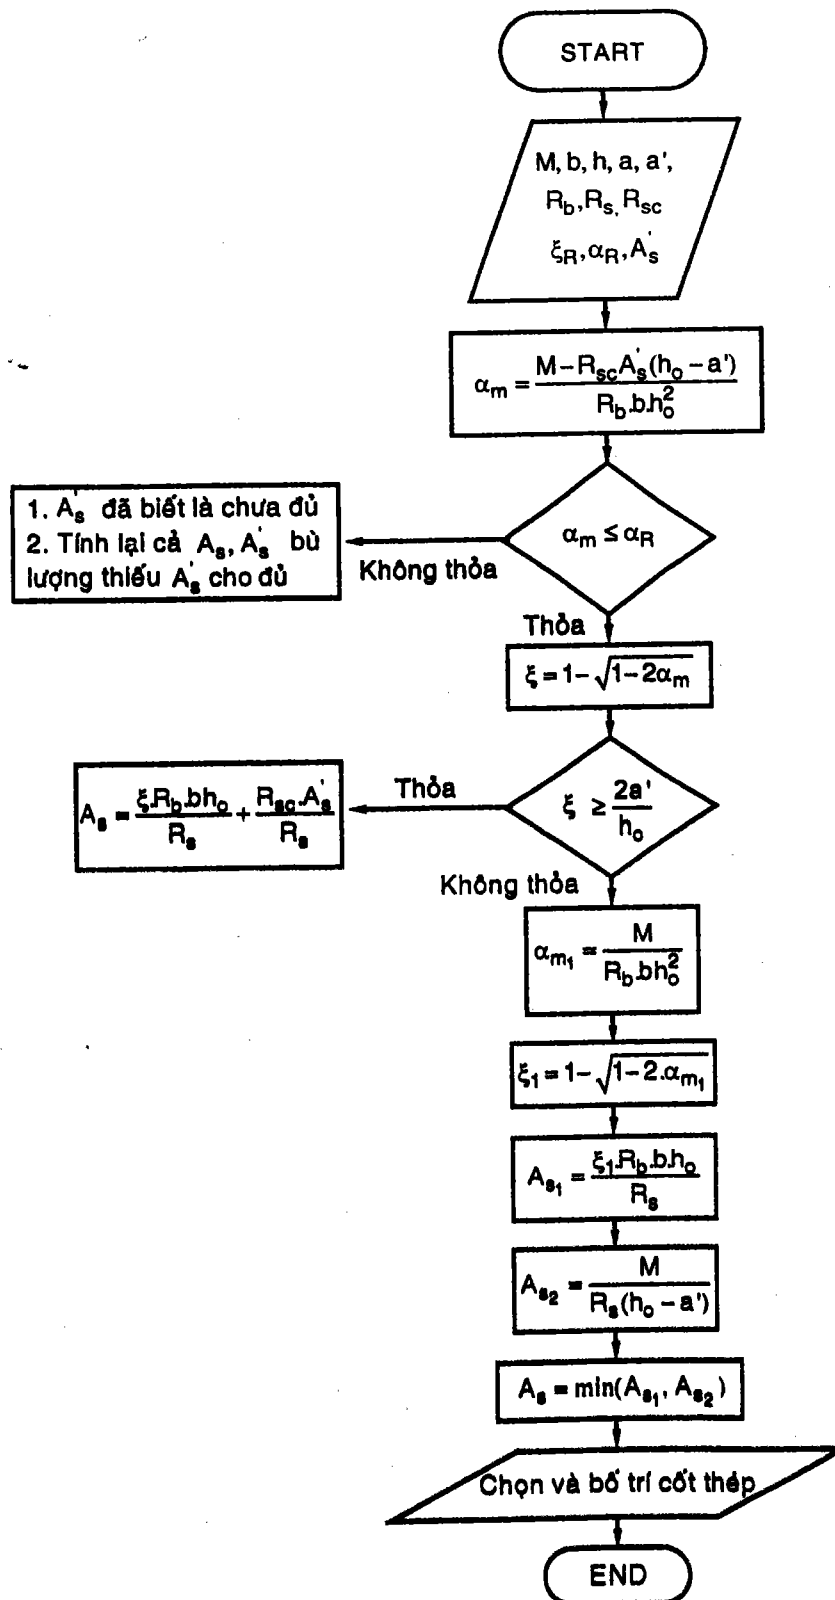 START
M, b, h, a, a',
R_b, R_s, R_sc
ξ_R, α_R, A'_s
α_m = (M − R_sc A'_s (h_o − a')) / (R_b.b.h_o²)
1. A'_s đã biết là chưa đủ
2. Tính lại cả A_s, A'_s bù
lượng thiếu A'_s cho đủ
Không thỏa
α_m ≤ α_R
Thỏa
ξ = 1 − √(1 − 2α_m)
A_s = (ξ.R_b.bh_o) / R_s + (R_sc.A'_s) / R_s
Thỏa
ξ ≥ 2a' / h_o
Không thỏa
α_m₁ = M / (R_b.bh_o²)
ξ₁ = 1 − √(1 − 2.α_m₁)
A_s₁ = (ξ₁.R_b.b.h_o) / R_s
A_s₂ = M / (R_s(h_o − a'))
A_s = min(A_s₁, A_s₂)
Chọn và bố trí cốt thép
END